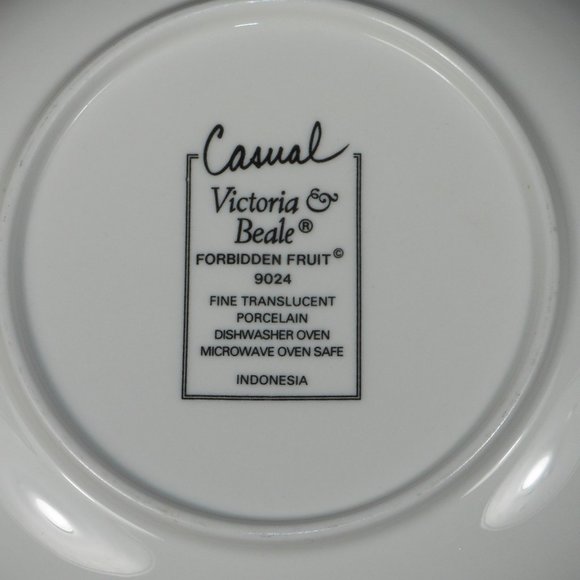 Casual
Victoria &
Beale®
FORBIDDEN FRUIT©
9024
FINE TRANSLUCENT
PORCELAIN
DISHWASHER OVEN
MICROWAVE OVEN SAFE
INDONESIA